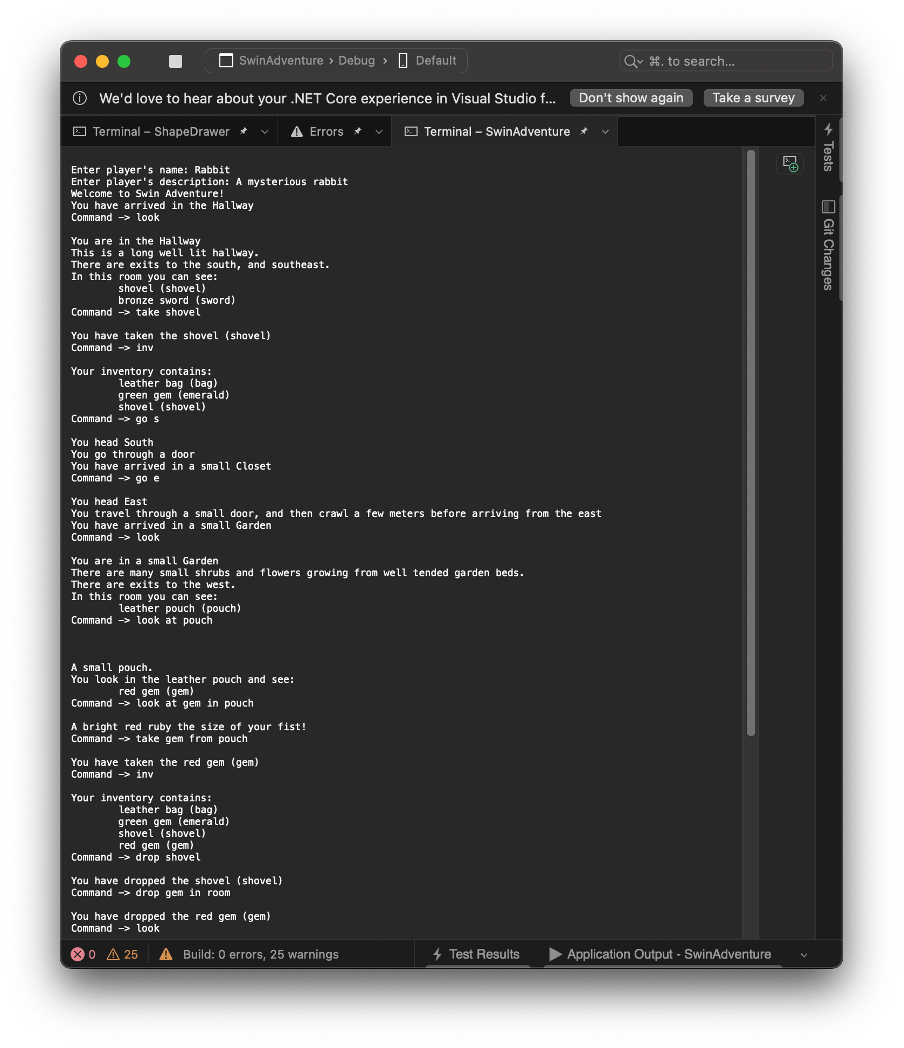 SwinAdventure › Debug › Default
⌘. to search...
We'd love to hear about your .NET Core experience in Visual Studio f... Don't show again Take a survey
Terminal – ShapeDrawer Errors Terminal – SwinAdventure
Tests
Git Changes
Enter player's name: Rabbit
Enter player's description: A mysterious rabbit
Welcome to Swin Adventure!
You have arrived in the Hallway
Command -> look
You are in the Hallway
This is a long well lit hallway.
There are exits to the south, and southeast.
In this room you can see:
shovel (shovel)
bronze sword (sword)
Command -> take shovel
You have taken the shovel (shovel)
Command -> inv
Your inventory contains:
leather bag (bag)
green gem (emerald)
shovel (shovel)
Command -> go s
You head South
You go through a door
You have arrived in a small Closet
Command -> go e
You head East
You travel through a small door, and then crawl a few meters before arriving from the east
You have arrived in a small Garden
Command -> look
You are in a small Garden
There are many small shrubs and flowers growing from well tended garden beds.
There are exits to the west.
In this room you can see:
leather pouch (pouch)
Command -> look at pouch
A small pouch.
You look in the leather pouch and see:
red gem (gem)
Command -> look at gem in pouch
A bright red ruby the size of your fist!
Command -> take gem from pouch
You have taken the red gem (gem)
Command -> inv
Your inventory contains:
leather bag (bag)
green gem (emerald)
shovel (shovel)
red gem (gem)
Command -> drop shovel
You have dropped the shovel (shovel)
Command -> drop gem in room
You have dropped the red gem (gem)
Command -> look
0 25 Build: 0 errors, 25 warnings Test Results Application Output - SwinAdventure